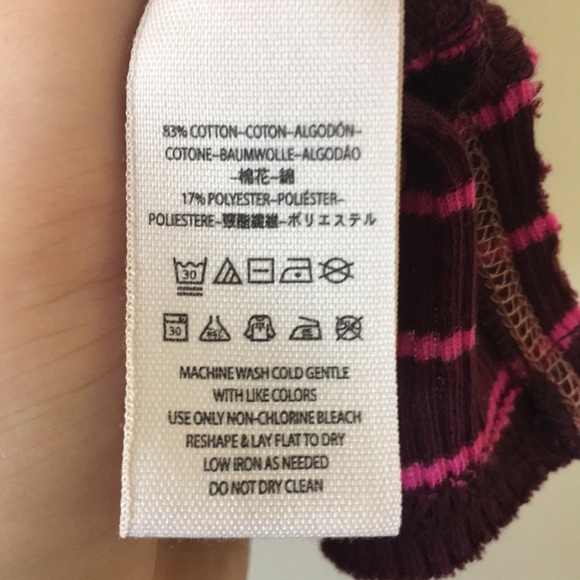 83% COTTON–COTON–ALGODÓN–
COTONE–BAUMWOLLE–ALGODÃO
–棉花–綿
17% POLYESTER–POLIÉSTER–
POLIESTERE–聚酯纖維–ポリエステル
30
30
MACHINE WASH COLD GENTLE
WITH LIKE COLORS
USE ONLY NON-CHLORINE BLEACH
RESHAPE & LAY FLAT TO DRY
LOW IRON AS NEEDED
DO NOT DRY CLEAN